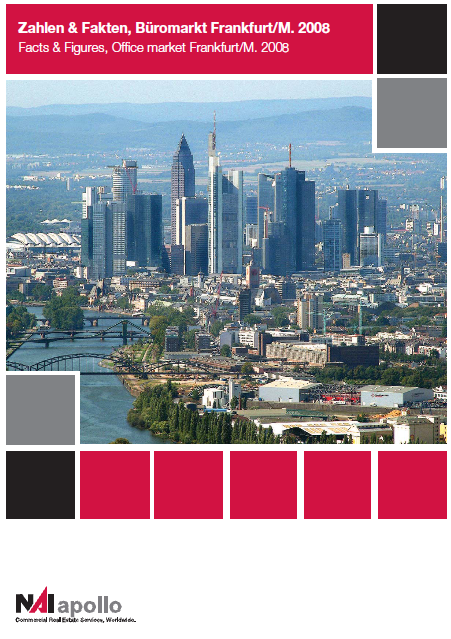 Zahlen & Fakten, Büromarkt Frankfurt/M. 2008
Facts & Figures, Office market Frankfurt/M. 2008
NAI apollo
Commercial Real Estate Services, Worldwide.